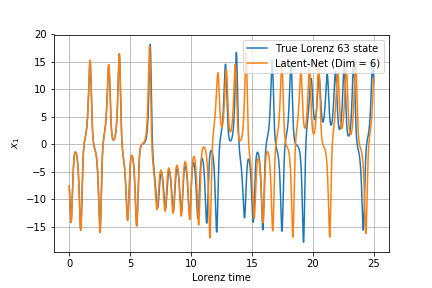 True Lorenz 63 state
Latent-Net (Dim = 6)
20
15
10
5
0
−5
−10
−15
x₁
0 5 10 15 20 25
Lorenz time